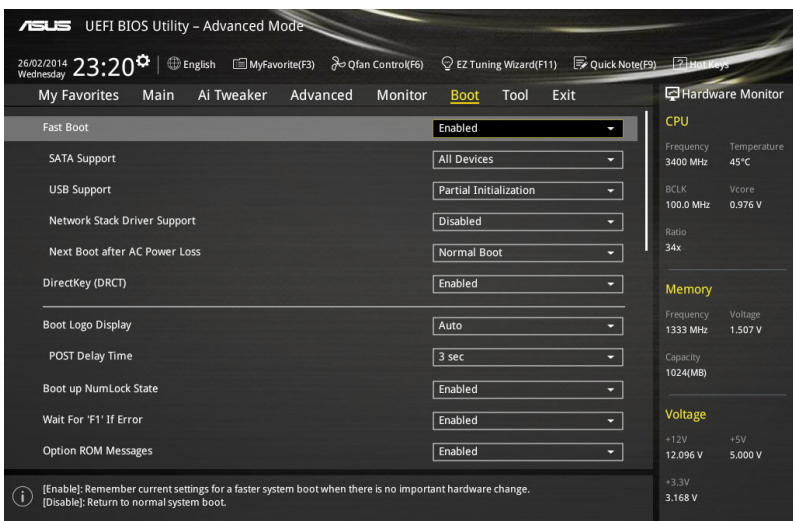 ASUS UEFI BIOS Utility – Advanced Mode
26/02/2014
Wednesday
23:20
English
MyFavorite(F3)
Qfan Control(F6)
EZ Tuning Wizard(F11)
Quick Note(F9)
? Hot Keys
My Favorites Main Ai Tweaker Advanced Monitor Boot Tool Exit
Fast Boot Enabled
SATA Support All Devices
USB Support Partial Initialization
Network Stack Driver Support Disabled
Next Boot after AC Power Loss Normal Boot
DirectKey (DRCT) Enabled
Boot Logo Display Auto
POST Delay Time 3 sec
Boot up NumLock State Enabled
Wait For 'F1' If Error Enabled
Option ROM Messages Enabled
[Enable]: Remember current settings for a faster system boot when there is no important hardware change.
[Disable]: Return to normal system boot.
Hardware Monitor
CPU
Frequency Temperature
3400 MHz 45°C
BCLK Vcore
100.0 MHz 0.976 V
Ratio
34x
Memory
Frequency Voltage
1333 MHz 1.507 V
Capacity
1024(MB)
Voltage
+12V +5V
12.096 V 5.000 V
+3.3V
3.168 V